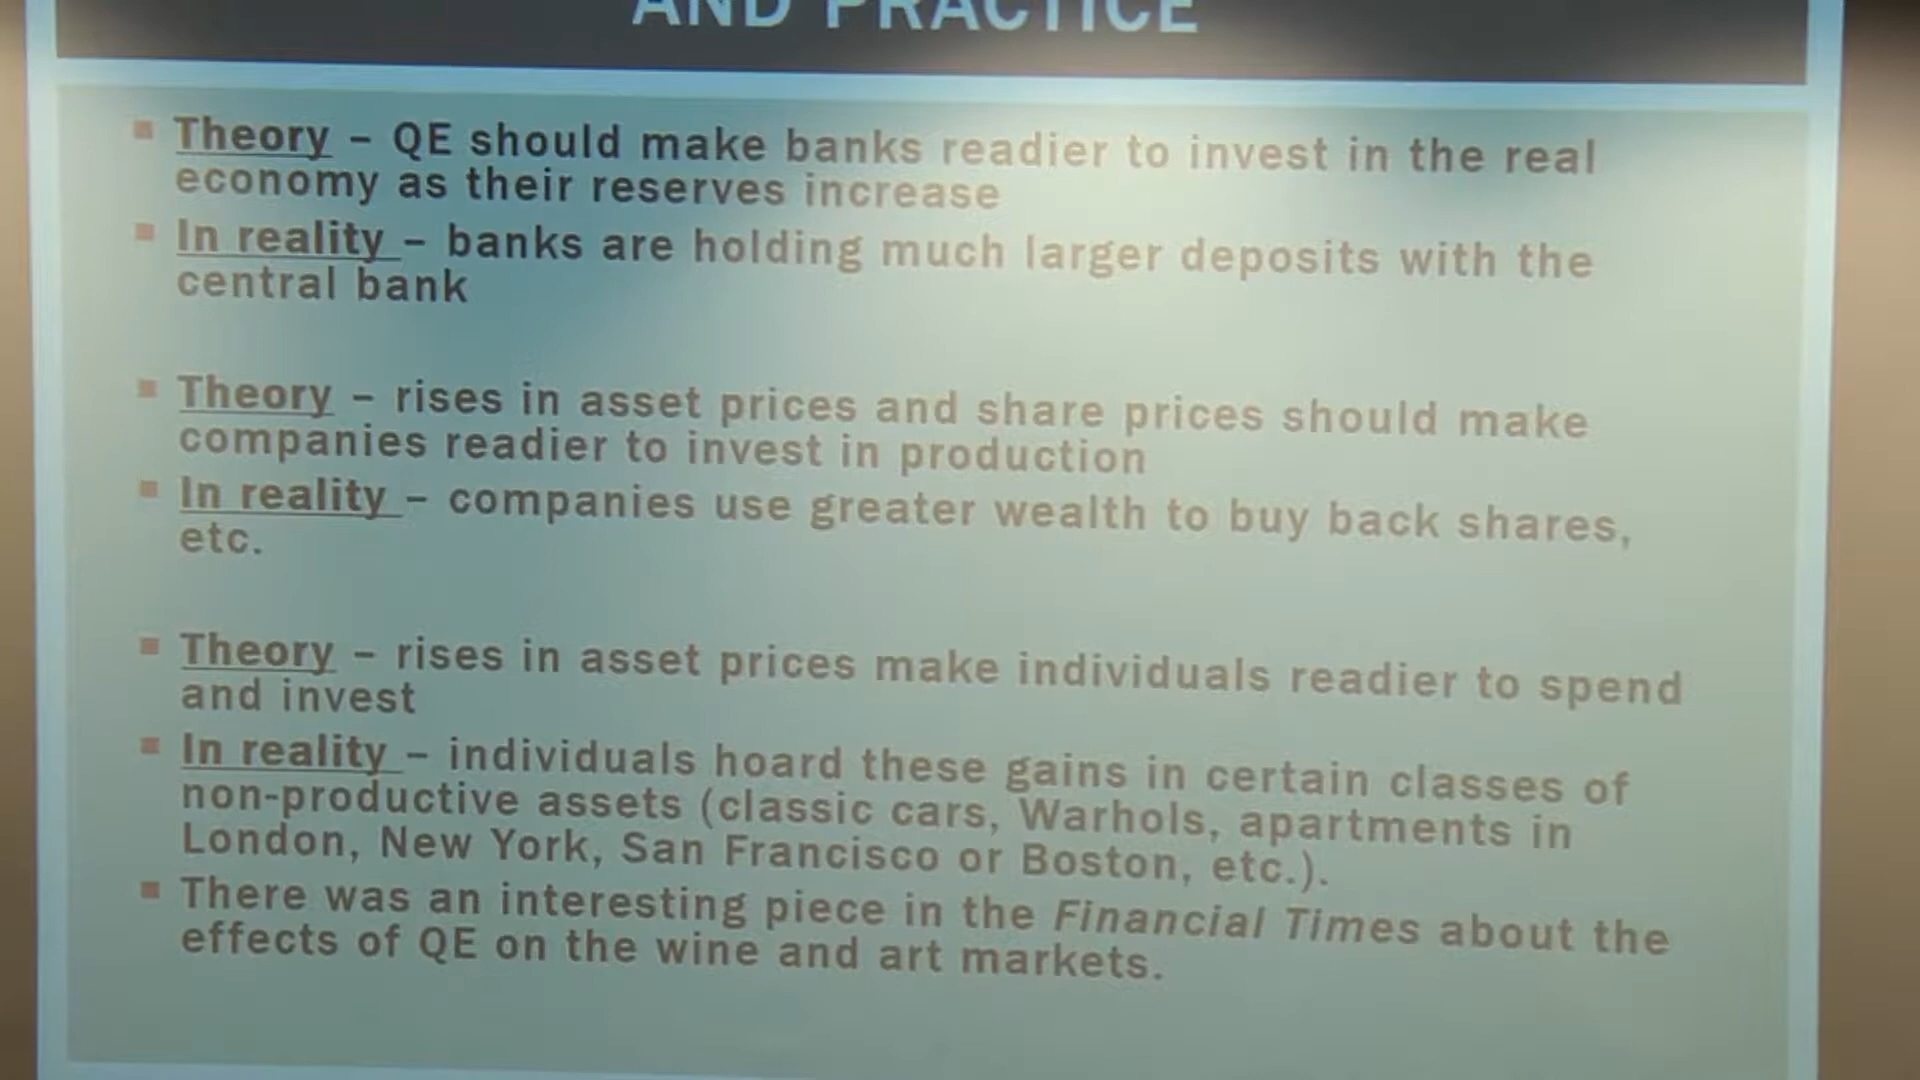 AND PRACTICE
Theory – QE should make banks readier to invest in the real
economy as their reserves increase
In reality – banks are holding much larger deposits with the
central bank
Theory – rises in asset prices and share prices should make
companies readier to invest in production
In reality – companies use greater wealth to buy back shares,
etc.
Theory – rises in asset prices make individuals readier to spend
and invest
In reality – individuals hoard these gains in certain classes of
non-productive assets (classic cars, Warhols, apartments in
London, New York, San Francisco or Boston, etc.).
There was an interesting piece in the Financial Times about the
effects of QE on the wine and art markets.